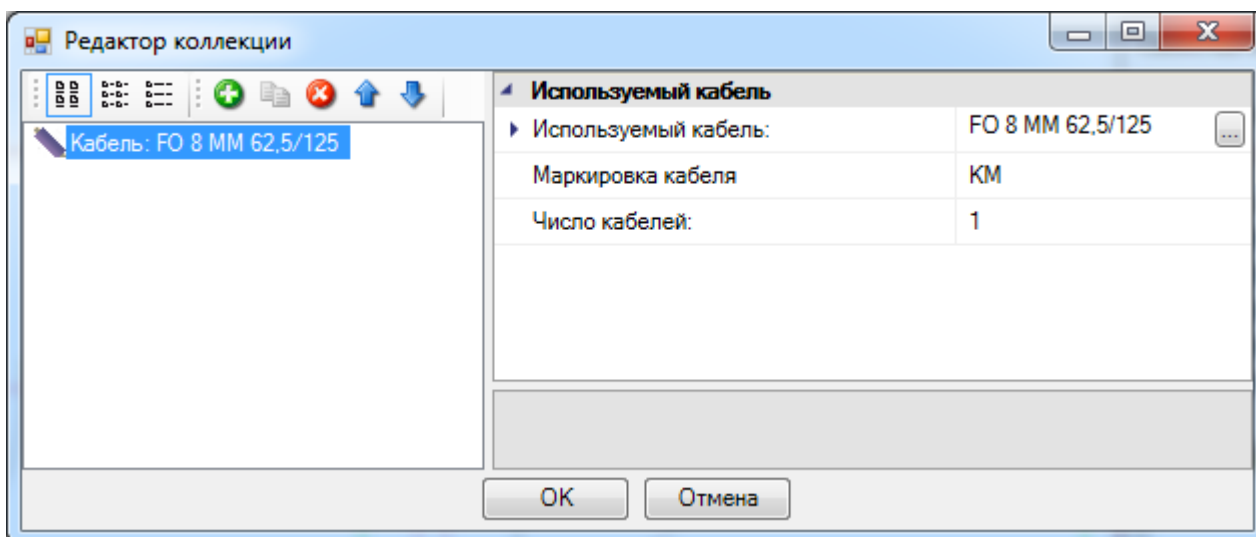 Редактор коллекции
Кабель: FO 8 MM 62,5/125
Используемый кабель
Используемый кабель: FO 8 MM 62,5/125 ...
Маркировка кабеля КМ
Число кабелей: 1
OK Отмена